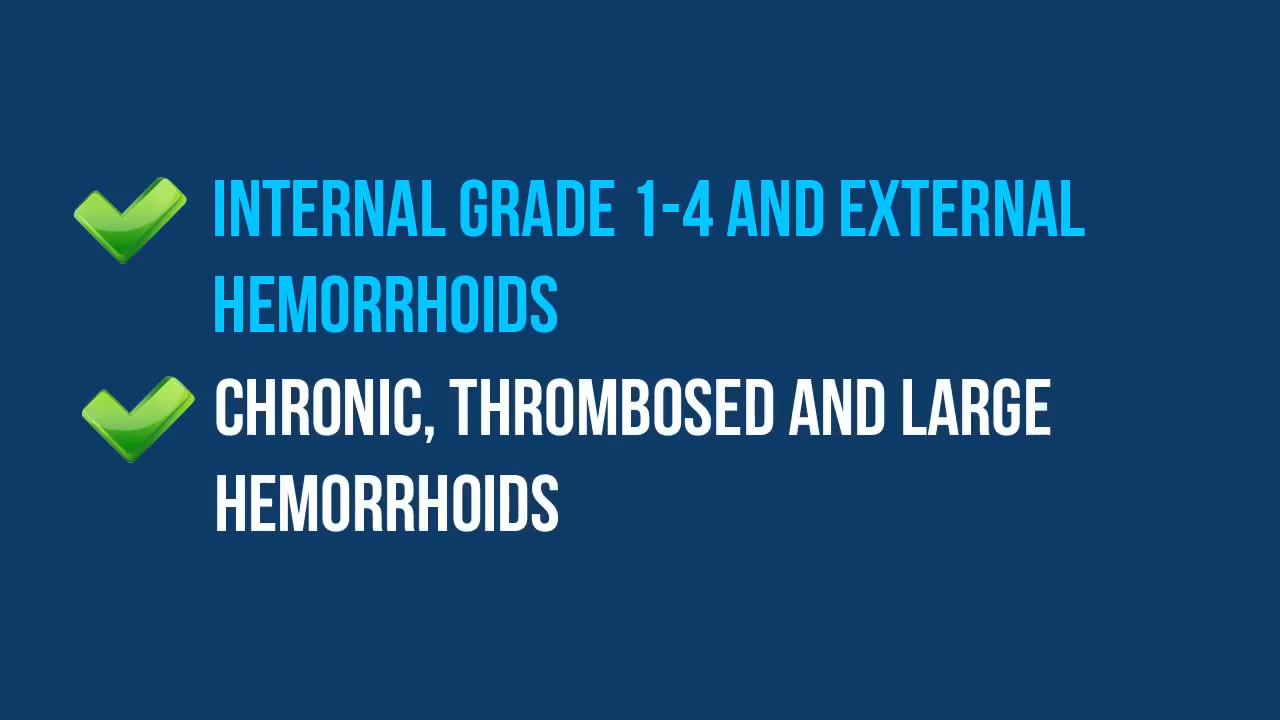 INTERNAL GRADE 1-4 AND EXTERNAL
HEMORRHOIDS
CHRONIC, THROMBOSED AND LARGE
HEMORRHOIDS